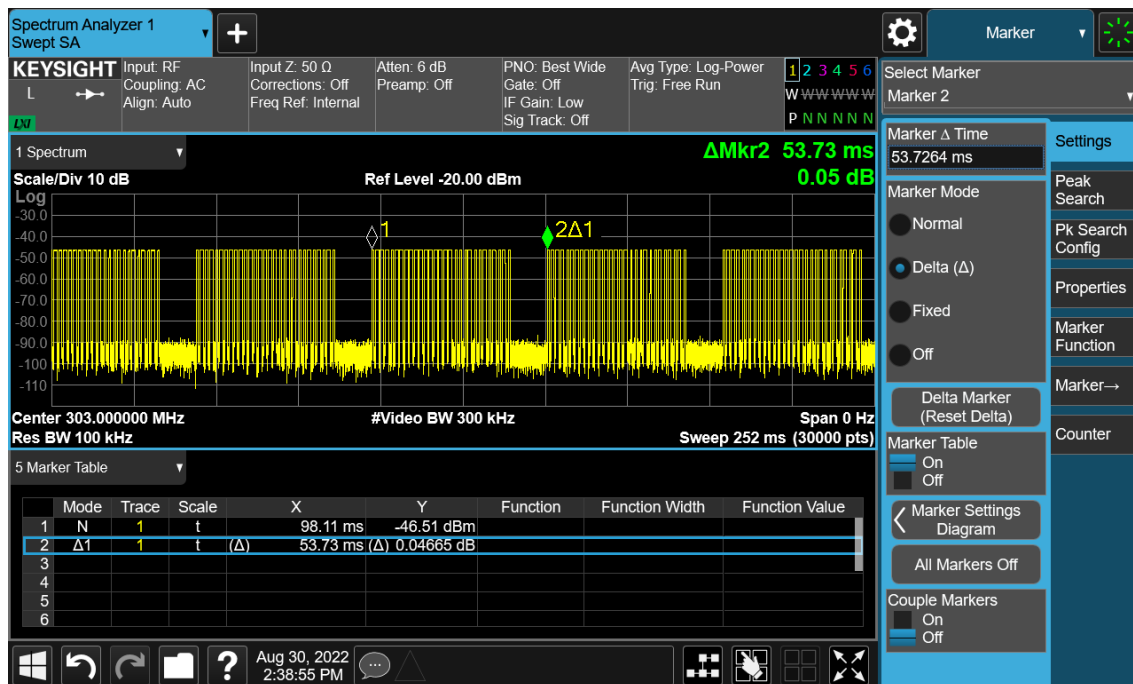 Spectrum Analyzer 1
Swept SA
Marker
KEYSIGHT
L
LXI
Input: RF
Coupling: AC
Align: Auto
Input Z: 50 Ω
Corrections: Off
Freq Ref: Internal
Atten: 6 dB
Preamp: Off
PNO: Best Wide
Gate: Off
IF Gain: Low
Sig Track: Off
Avg Type: Log-Power
Trig: Free Run
1 2 3 4 5 6
W W W W W W
P N N N N N
Select Marker
Marker 2
1 Spectrum
ΔMkr2 53.73 ms
0.05 dB
Scale/Div 10 dB
Ref Level -20.00 dBm
Log
-30.0
-40.0
-50.0
-60.0
-70.0
-80.0
-90.0
-100
-110
1
2Δ1
Center 303.000000 MHz
#Video BW 300 kHz
Span 0 Hz
Res BW 100 kHz
Sweep 252 ms (30000 pts)
5 Marker Table
Mode Trace Scale X Y Function Function Width Function Value
1 N 1 t 98.11 ms -46.51 dBm
2 Δ1 1 t (Δ) 53.73 ms (Δ) 0.04665 dB
3
4
5
6
Marker Δ Time
53.7264 ms
Marker Mode
Normal
Delta (Δ)
Fixed
Off
Delta Marker
(Reset Delta)
Marker Table
On
Off
Marker Settings
Diagram
All Markers Off
Couple Markers
On
Off
Settings
Peak
Search
Pk Search
Config
Properties
Marker
Function
Marker→
Counter
?
Aug 30, 2022
2:38:55 PM